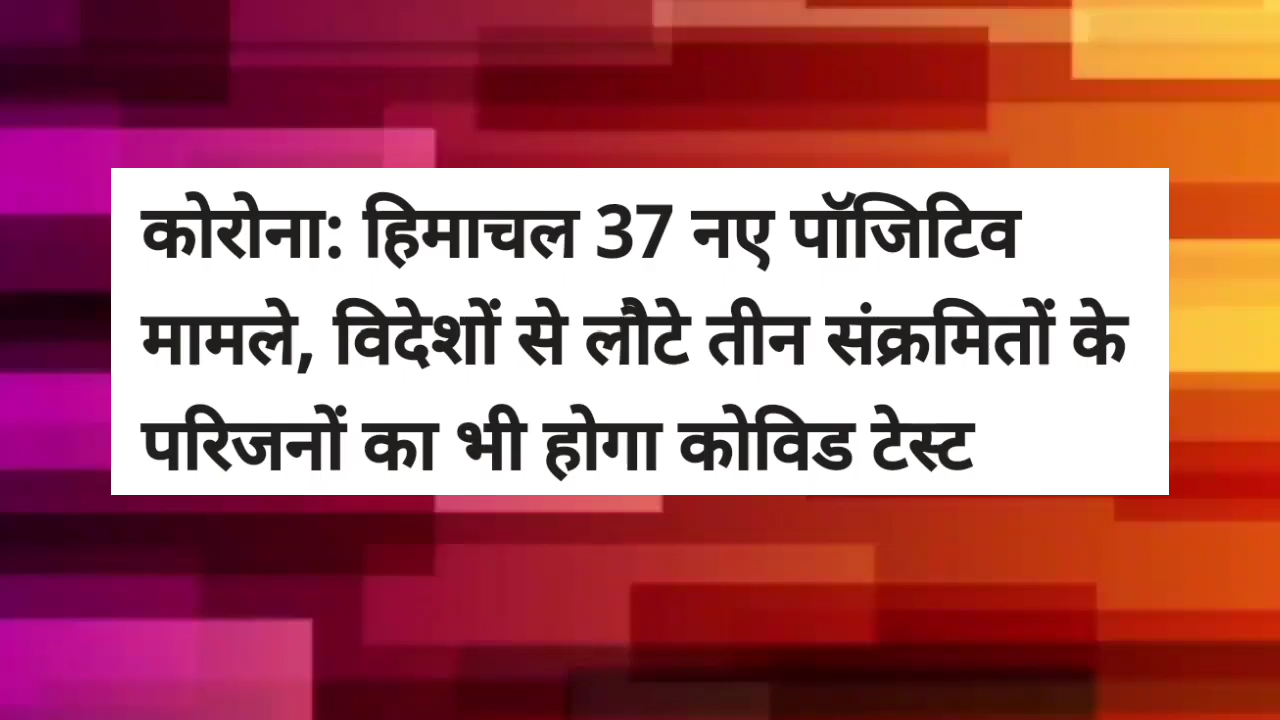 कोरोना: हिमाचल 37 नए पॉजिटिव
मामले, विदेशों से लौटे तीन संक्रमितों के
परिजनों का भी होगा कोविड टेस्ट